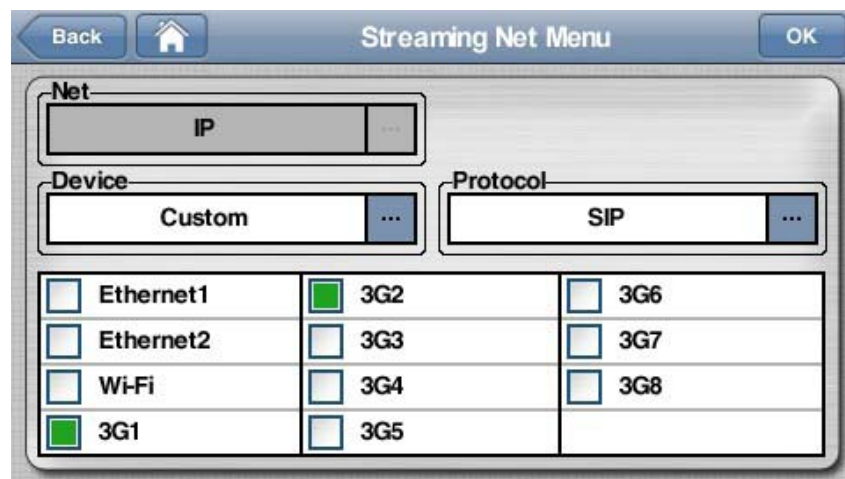 Back Streaming Net Menu OK
Net
IP ...
Device Protocol
Custom ... SIP ...
Ethernet1 3G2 3G6
Ethernet2 3G3 3G7
Wi-Fi 3G4 3G8
3G1 3G5